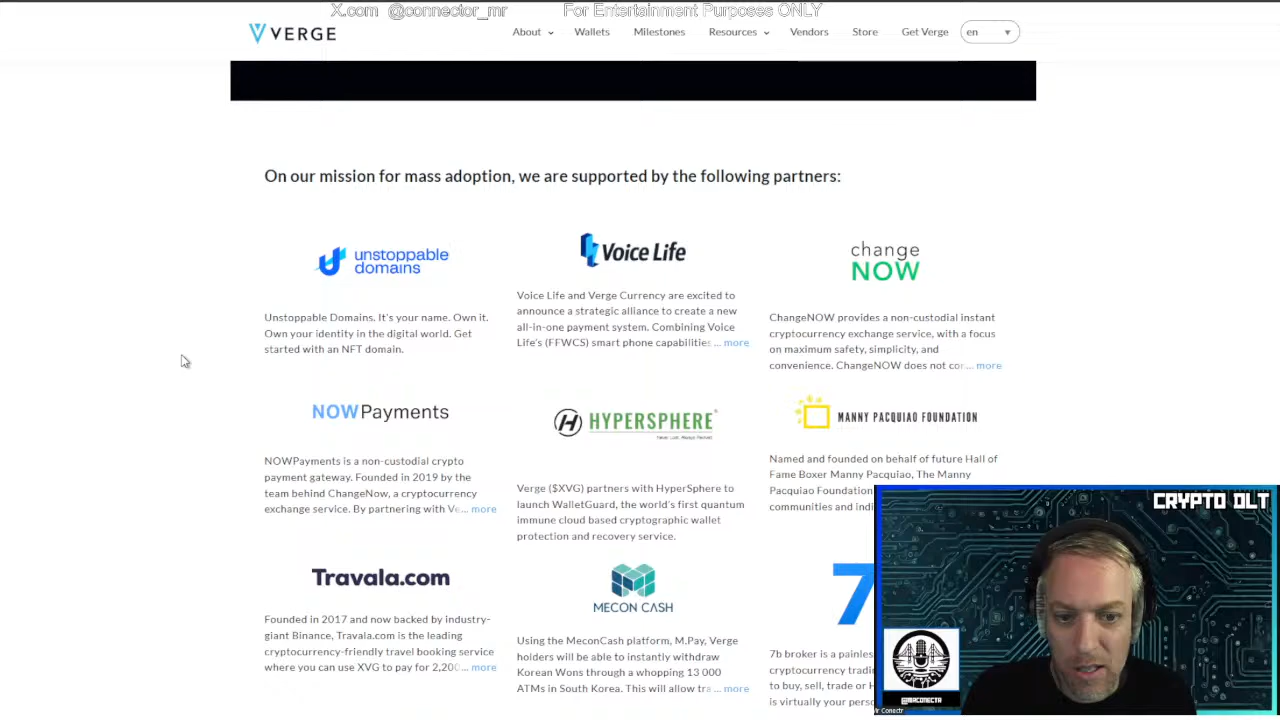 X.com @connector_mr For Entertainment Purposes ONLY
VERGE About Wallets Milestones Resources Vendors Store Get Verge en
On our mission for mass adoption, we are supported by the following partners:
unstoppable
domains
Unstoppable Domains. It's your name. Own it.
Own your identity in the digital world. Get
started with an NFT domain.
Voice Life
Voice Life and Verge Currency are excited to
announce a strategic alliance to create a new
all-in-one payment system. Combining Voice
Life's (FFWCS) smart phone capabilities ... more
change
NOW
ChangeNOW provides a non-custodial instant
cryptocurrency exchange service, with a focus
on maximum safety, simplicity, and
convenience. ChangeNOW does not co... more
NOWPayments
NOWPayments is a non-custodial crypto
payment gateway. Founded in 2019 by the
team behind ChangeNow, a cryptocurrency
exchange service. By partnering with Ve... more
HYPERSPHERE
Verge ($XVG) partners with HyperSphere to
launch WalletGuard, the world's first quantum
immune cloud based cryptographic wallet
protection and recovery service.
MANNY PACQUIAO FOUNDATION
Named and founded on behalf of future Hall of
Fame Boxer Manny Pacquiao, The Manny
Pacquiao Foundation
communities and indi
Travala.com
Founded in 2017 and now backed by industry-
giant Binance, Travala.com is the leading
cryptocurrency-friendly travel booking service
where you can use XVG to pay for 2,200 ... more
MECON CASH
Using the MeconCash platform, M.Pay, Verge
holders will be able to instantly withdraw
Korean Wons through a whopping 13 000
ATMs in South Korea. This will allow tra... more
7
7b broker is a painles
cryptocurrency tradi
to buy, sell, trade or H
is virtually your pers
CRYPTO DLT
@MRCONECTR
Mr Conectr